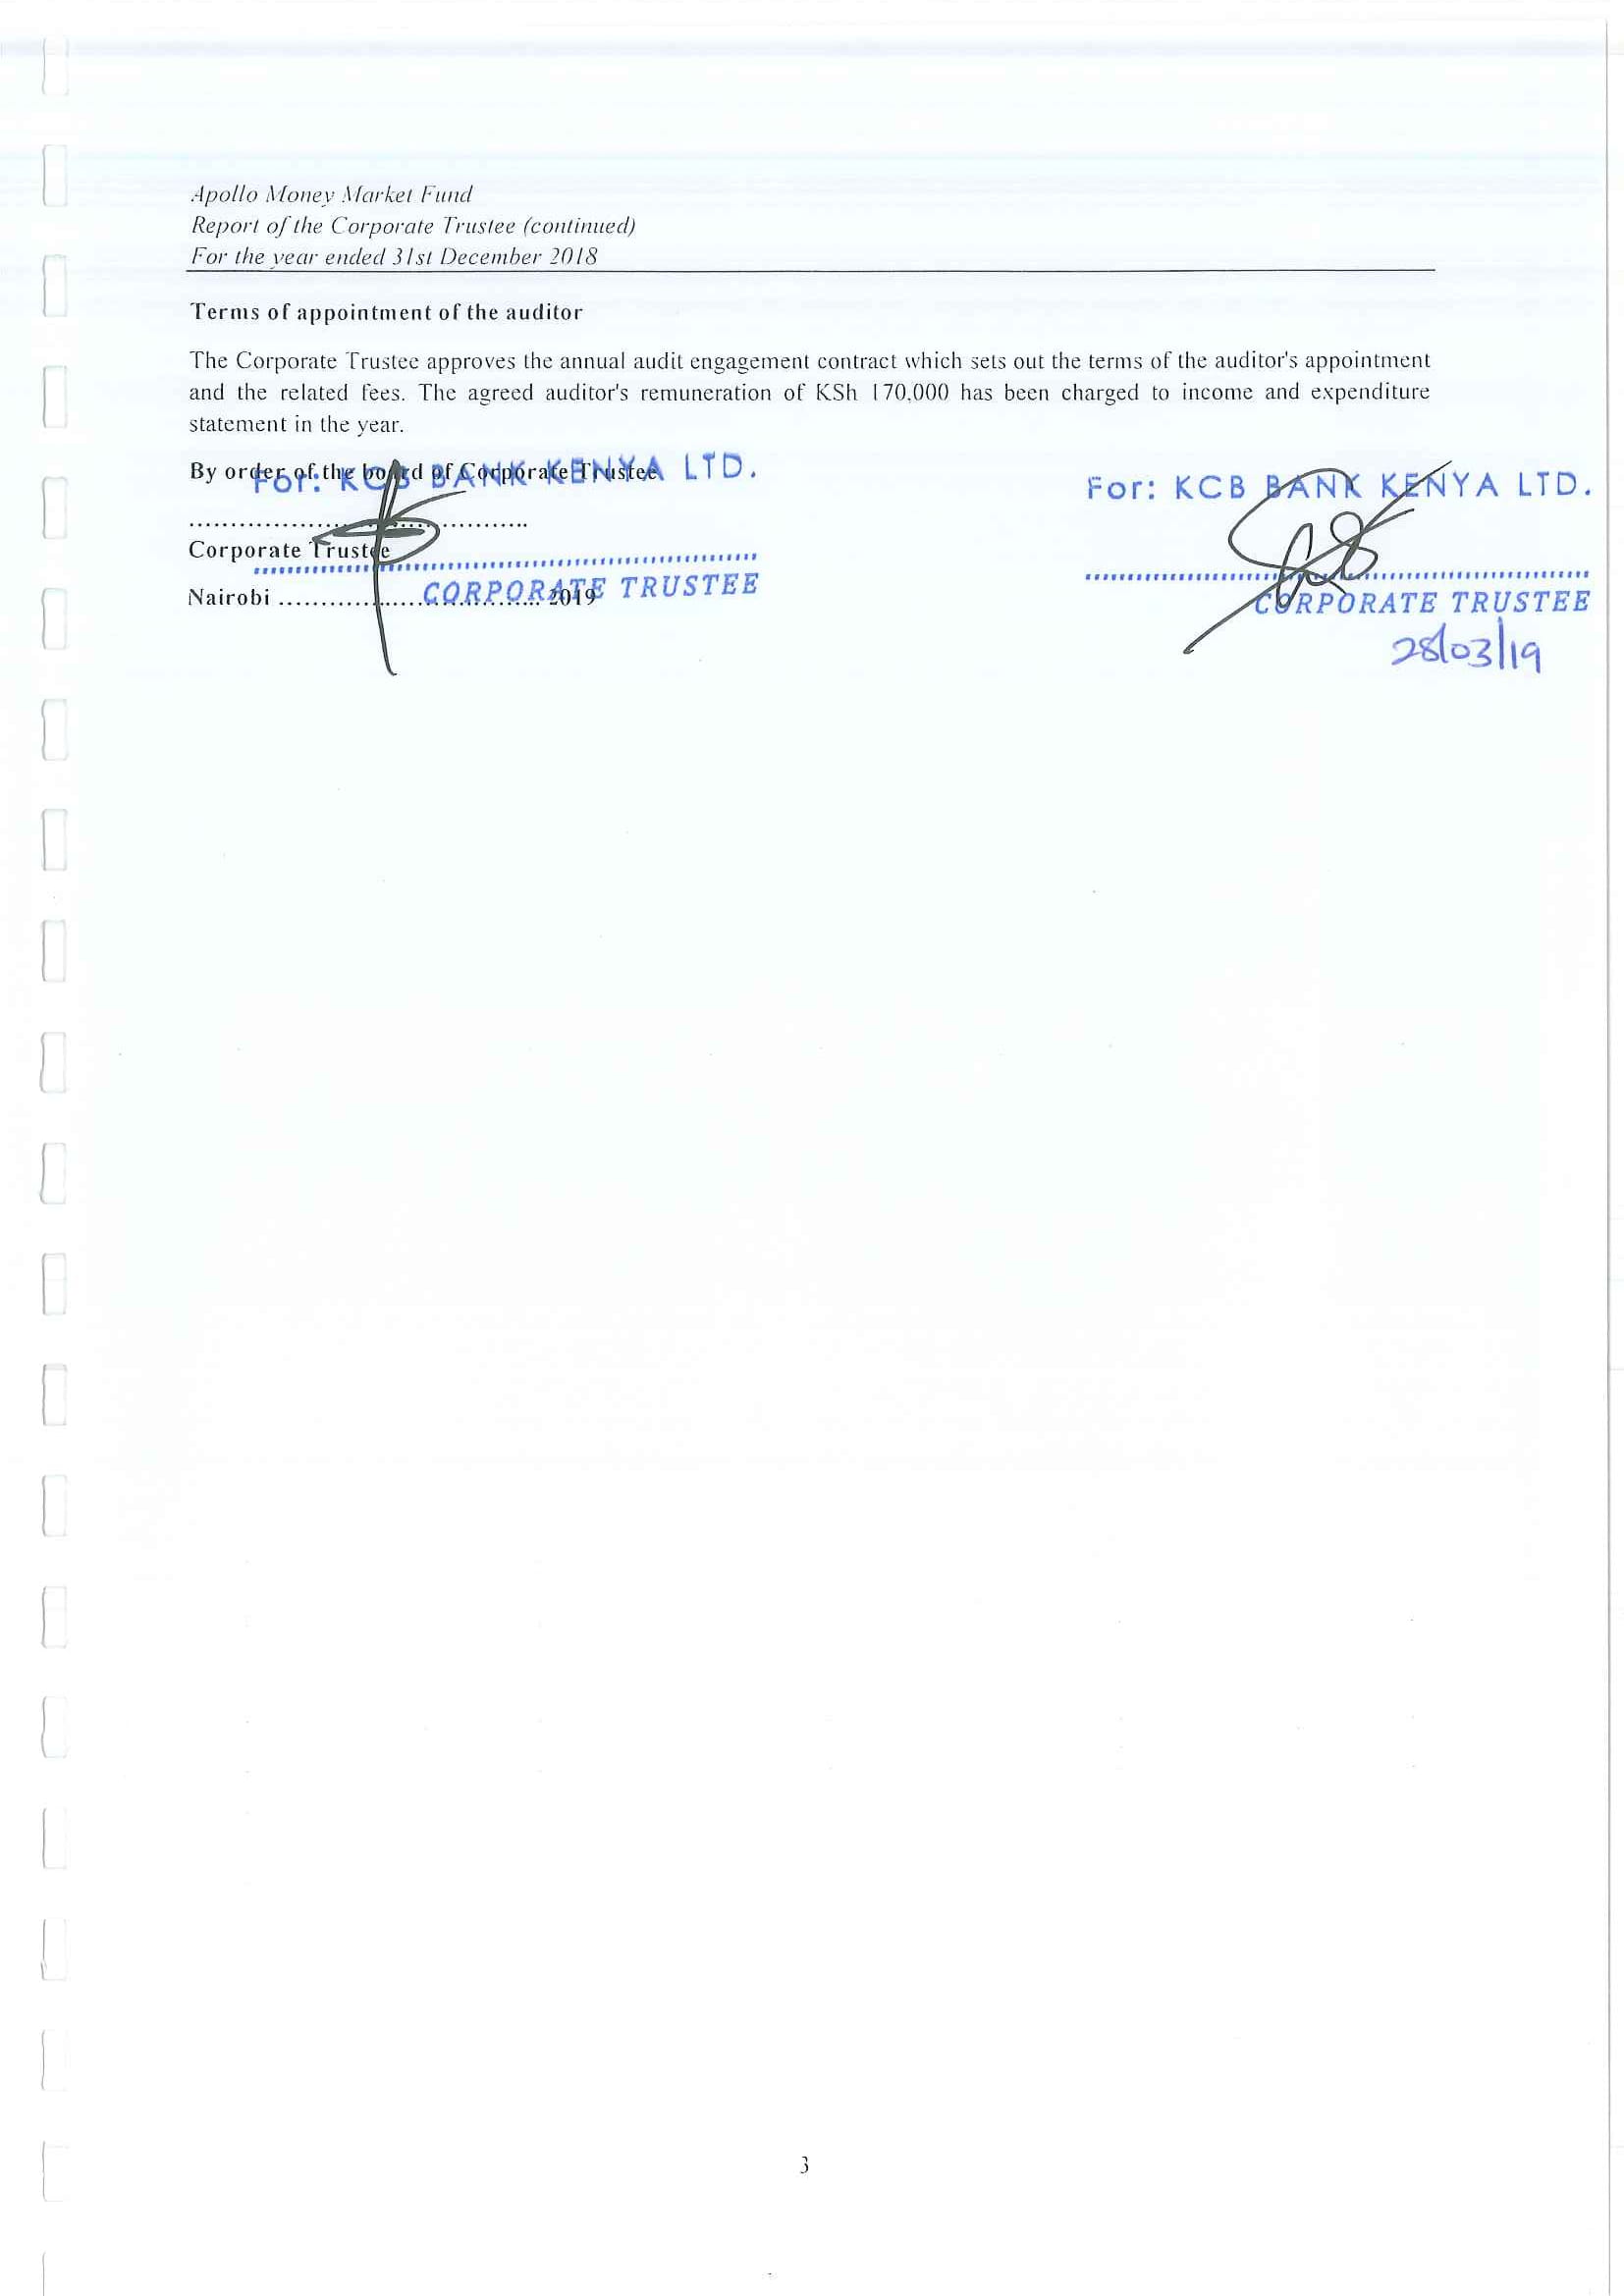 Apollo Money Market Fund
Report of the Corporate Trustee (continued)
For the year ended 31st December 2018
Terms of appointment of the auditor
The Corporate Trustee approves the annual audit engagement contract which sets out the terms of the auditor's appointment
and the related fees. The agreed auditor's remuneration of KSh 170,000 has been charged to income and expenditure
statement in the year.
By order of the board of Corporate Trustee
For: KCB BANK KENYA LTD.
For: KCB BANK KENYA LTD.
........................................
Corporate Trustee
Nairobi ................................ 2019
CORPORATE TRUSTEE
CORPORATE TRUSTEE
28/03/19
3